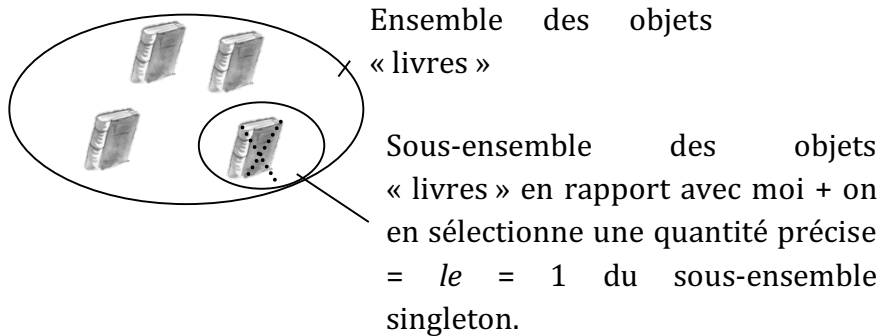 Ensemble des objets
« livres »
Sous-ensemble des objets
« livres » en rapport avec moi + on
en sélectionne une quantité précise
= le = 1 du sous-ensemble
singleton.